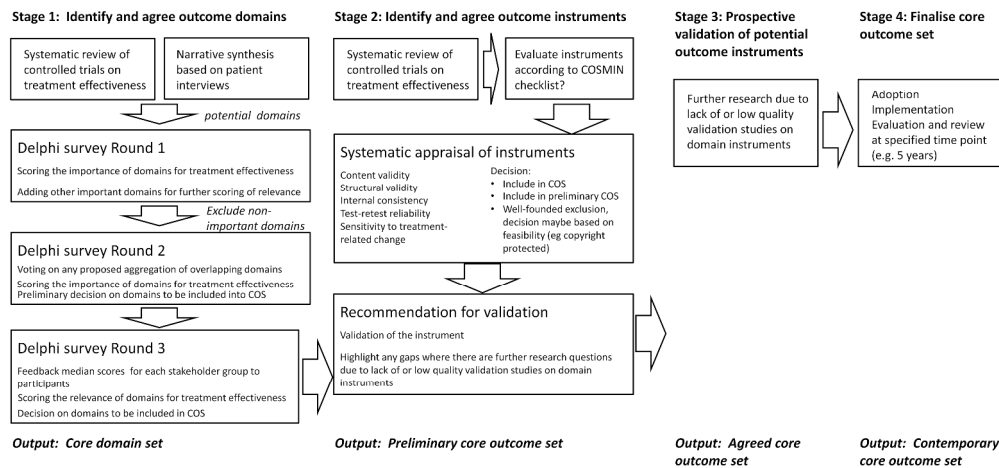 Stage 1: Identify and agree outcome domains
Systematic review of
controlled trials on
treatment effectiveness
Narrative synthesis
based on patient
interviews
potential domains
Delphi survey Round 1
Scoring the importance of domains for treatment effectiveness
Adding other important domains for further scoring of relevance
Exclude non-
important domains
Delphi survey Round 2
Voting on any proposed aggregation of overlapping domains
Scoring the importance of domains for treatment effectiveness
Preliminary decision on domains to be included into COS
Delphi survey Round 3
Feedback median scores for each stakeholder group to
participants
Scoring the relevance of domains for treatment effectiveness
Decision on domains to be included in COS
Output: Core domain set
Stage 2: Identify and agree outcome instruments
Systematic review of
controlled trials on
treatment effectiveness
Evaluate instruments
according to COSMIN
checklist?
Systematic appraisal of instruments
Content validity
Structural validity
Internal consistency
Test-retest reliability
Sensitivity to treatment-
related change
Decision:
• Include in COS
• Include in preliminary COS
• Well-founded exclusion,
decision maybe based on
feasibility (eg copyright
protected)
Recommendation for validation
Validation of the instrument
Highlight any gaps where there are further research questions
due to lack of or low quality validation studies on domain
instruments
Output: Preliminary core outcome set
Stage 3: Prospective
validation of potential
outcome instruments
Further research due to
lack of or low quality
validation studies on
domain instruments
Output: Agreed core
outcome set
Stage 4: Finalise core
outcome set
Adoption
Implementation
Evaluation and review
at specified time point
(e.g. 5 years)
Output: Contemporary
core outcome set